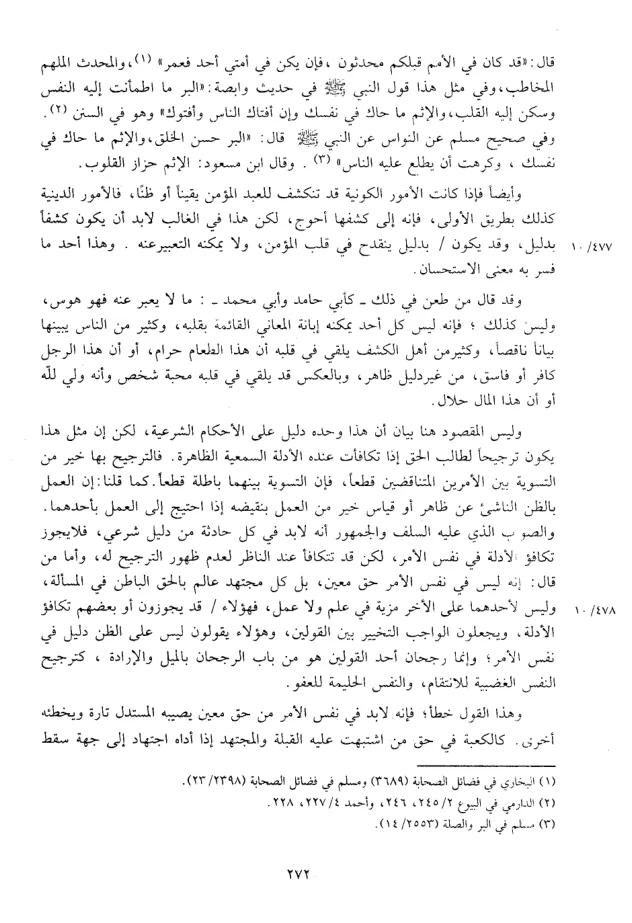 قال: «قد كان في الأمم قبلكم محدثون ،فإن يكن في أمتي أحد فعمر» (١)،والمحدث الملهم
المخاطب،وفي مثل هذا قول النبي ﷺ في حديث وابصة: «البر ما اطمأنت إليه النفس
وسكن إليه القلب،والإثم ما حاك في نفسك وإن أفتاك الناس وأفتوك» وهو في السنن (٢).
وفي صحيح مسلم عن النواس عن النبي ﷺ قال: «البر حسن الخلق،والإثم ما حاك في
نفسك ، وكرهت أن يطلع عليه الناس» (٣) . وقال ابن مسعود: الإثم حزاز القلوب.
وأيضاً فإذا كانت الأمور الكونية قد تنكشف للعبد المؤمن يقيناً أو ظنًا، فالأمور الدينية
كذلك بطريق الأولى، فإنه إلى كشفها أحوج، لكن هذا في الغالب لابد أن يكون كشفاً
بدليل، وقد يكون / بدليل ينقدح في قلب المؤمن، ولا يمكنه التعبيرعنه . وهذا أحد ما
١٠/٤٧٧
فسر به معنى الاستحسان.
وقد قال من طعن في ذلك ـ كأبي حامد وأبي محمد ـ : ما لا يعبر عنه فهو هوس،
وليس كذلك ؛ فإنه ليس كل أحد يمكنه إبانة المعاني القائمة بقلبه، وكثير من الناس يبينها
بياناً ناقصاً، وكثيرمن أهل الكشف يلقي في قلبه أن هذا الطعام حرام، أو أن هذا الرجل
كافر أو فاسق، من غيردليل ظاهر، وبالعكس قد يلقي في قلبه محبة شخص وأنه ولي لله
أو أن هذا المال حلال.
وليس المقصود هنا بيان أن هذا وحده دليل على الأحكام الشرعية، لكن إن مثل هذا
يكون ترجيحاً لطالب الحق إذا تكافأت عنده الأدلة السمعية الظاهرة. فالترجيح بها خير من
التسوية بين الأمرين المتناقضين قطعاً، فإن التسوية بينهما باطلة قطعاً. كما قلنا: إن العمل
بالظن الناشئ عن ظاهر أو قياس خير من العمل بنقيضه إذا احتيج إلى العمل بأحدهما.
والصوب الذي عليه السلف والجمهور أنه لابد في كل حادثة من دليل شرعي، فلايجوز
تكافؤ الأدلة في نفس الأمر، لكن قد تتكافأ عند الناظر لعدم ظهور الترجيح له، وأما من
قال: إنه ليس في نفس الأمر حق معين، بل كل مجتهد عالم بالحق الباطن في المسألة،
وليس لأحدهما على الأخر مزية في علم ولا عمل، فهؤلاء / قد يجوزون أو بعضهم تكافؤ
١٠/٤٧٨
الأدلة، ويجعلون الواجب التخيير بين القولين، وهؤلاء يقولون ليس على الظن دليل في
نفس الأمر؛ وإنما رجحان أحد القولين هو من باب الرجحان بالميل والإرادة ، كترجيح
النفس الغضبية للانتقام، والنفس الحليمة للعفو.
وهذا القول خطأ؛ فإنه لابد في نفس الأمر من حق معين يصيبه المستدل تارة ويخطئه
أخرى. كالكعبة في حق من اشتبهت عليه القبلة والمجتهد إذا أداه اجتهاد إلى جهة سقط
(١) البخاري في فضائل الصحابة (٣٦٨٩) ومسلم في فضائل الصحابة (٢٣/٢٣٩٨).
(٢) الدارمي في البيوع ٢٤٥/٢، ٢٤٦، وأحمد ٢٢٧/٤، ٢٢٨.
(٣) مسلم في البر والصلة (١٤/٢٥٥٣).
٢٧٢